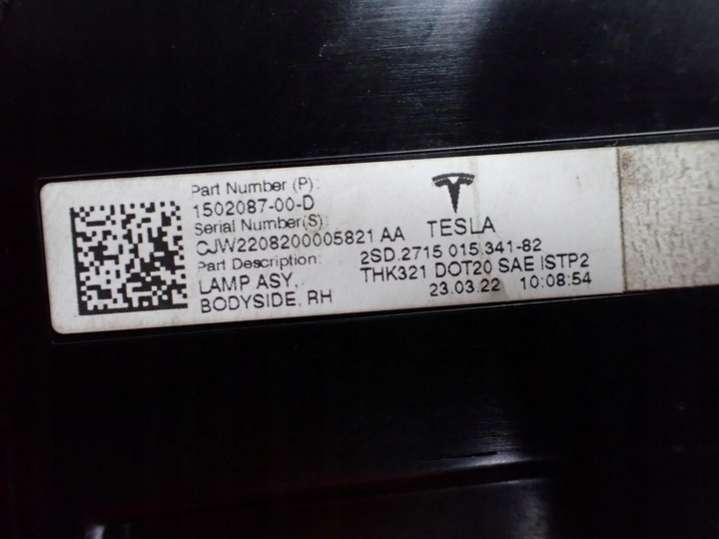 Part Number (P):
1502087-00-D
Serial Number(S):
CJW2208200005821 AA
Part Description:
LAMP ASY,
BODYSIDE, RH
TESLA
2SD.2715 015.341-82
THK321 DOT20 SAE ISTP2
23.03.22 10:08:54